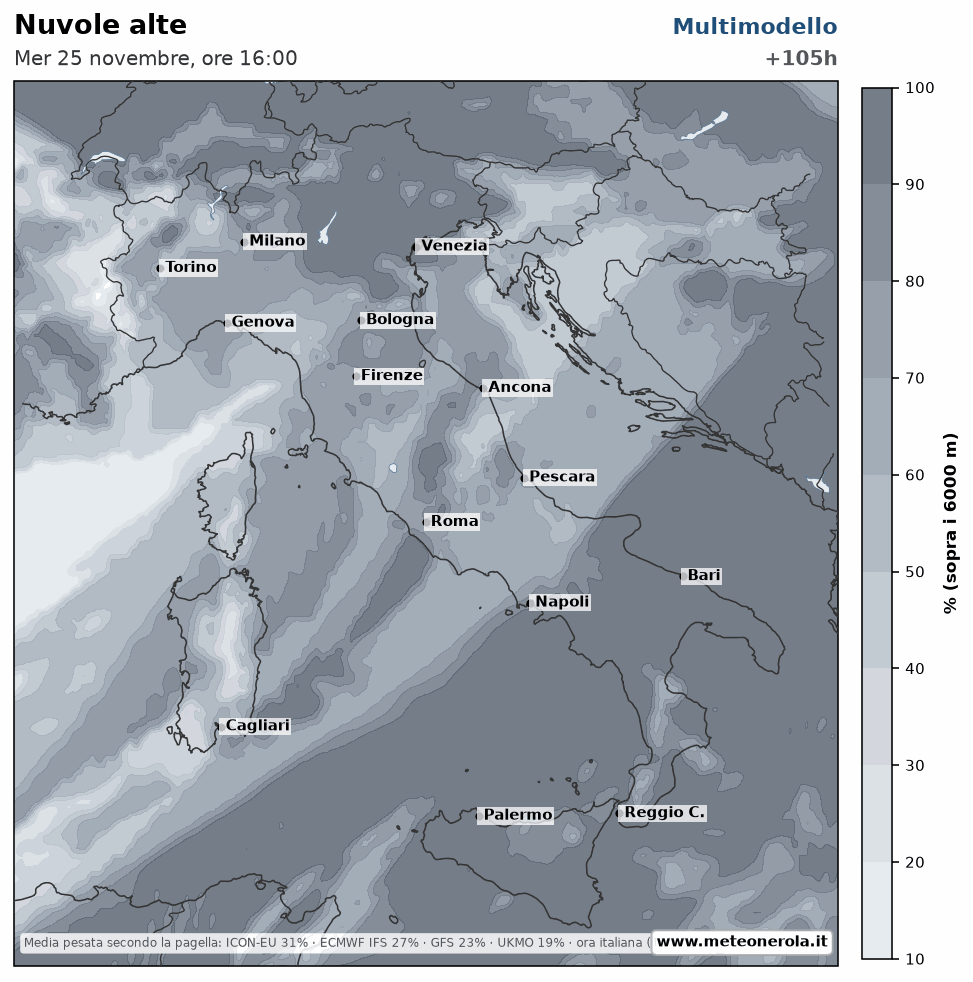 Nuvole alte
Multimodello
Mer 25 novembre, ore 16:00
+105h
100
90
80
70
60
50
40
30
20
10
% (sopra i 6000 m)
Milano
Venezia
Torino
Genova
Bologna
Firenze
Ancona
Pescara
Roma
Bari
Napoli
Cagliari
Palermo
Reggio C.
Media pesata secondo la pagella: ICON-EU 31% · ECMWF IFS 27% · GFS 23% · UKMO 19% · ora italiana (
www.meteonerola.it